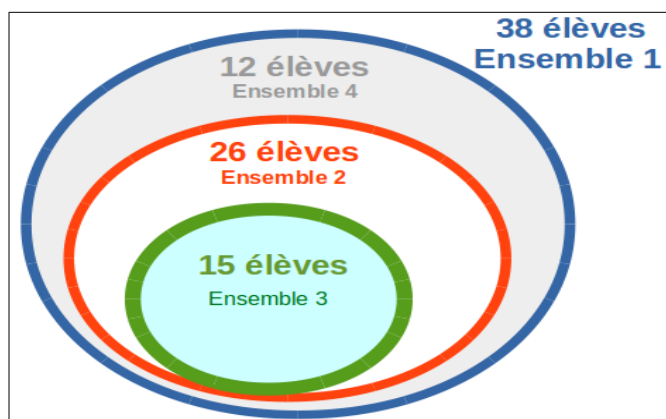 38 élèves
Ensemble 1
12 élèves
Ensemble 4
26 élèves
Ensemble 2
15 élèves
Ensemble 3